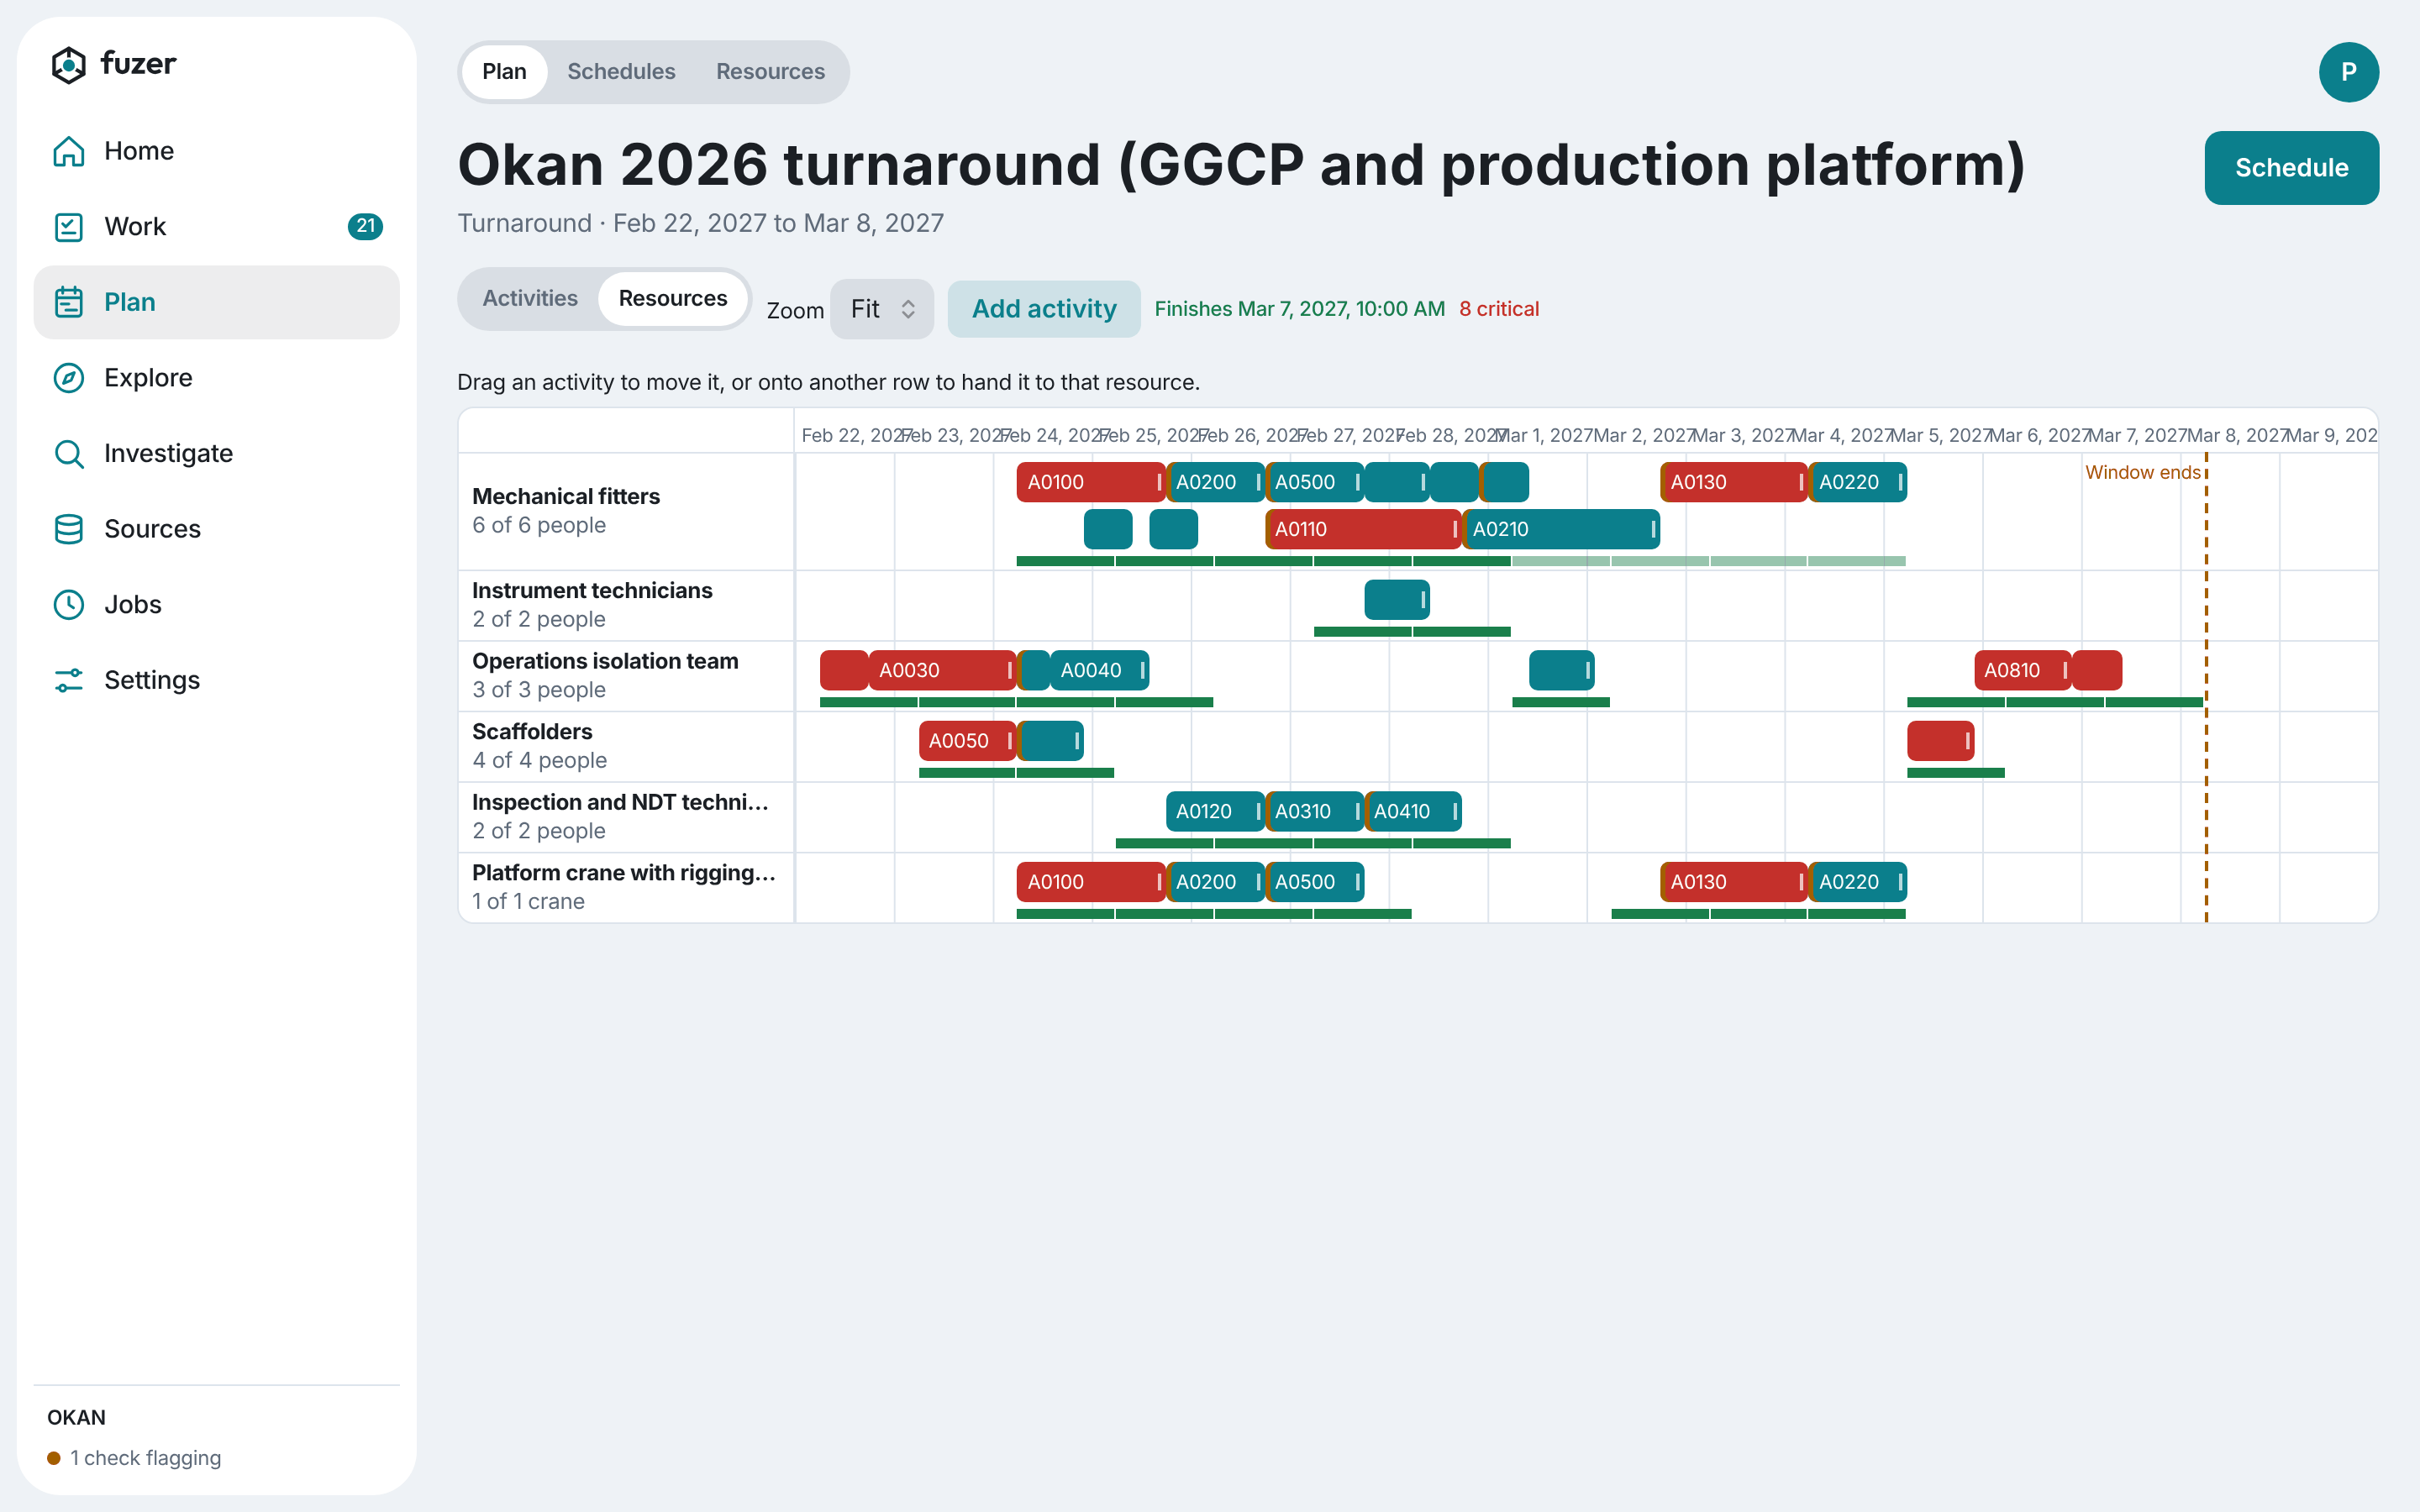 fuzer
Home
Work 21
Plan
Explore
Investigate
Sources
Jobs
Settings
OKAN
1 check flagging
Plan Schedules Resources
P
Okan 2026 turnaround (GGCP and production platform)
Schedule
Turnaround · Feb 22, 2027 to Mar 8, 2027
Activities Resources Zoom Fit Add activity Finishes Mar 7, 2027, 10:00 AM 8 critical
Drag an activity to move it, or onto another row to hand it to that resource.
Feb 22, 2027 Feb 23, 2027 Feb 24, 2027 Feb 25, 2027 Feb 26, 2027 Feb 27, 2027 Feb 28, 2027 Mar 1, 2027 Mar 2, 2027 Mar 3, 2027 Mar 4, 2027 Mar 5, 2027 Mar 6, 2027 Mar 7, 2027 Mar 8, 2027 Mar 9, 202
Window ends
Mechanical fitters
6 of 6 people
A0100 A0200 A0500 A0130 A0220
A0110 A0210
Instrument technicians
2 of 2 people
Operations isolation team
3 of 3 people
A0030 A0040 A0810
Scaffolders
4 of 4 people
A0050
Inspection and NDT techni...
2 of 2 people
A0120 A0310 A0410
Platform crane with rigging...
1 of 1 crane
A0100 A0200 A0500 A0130 A0220